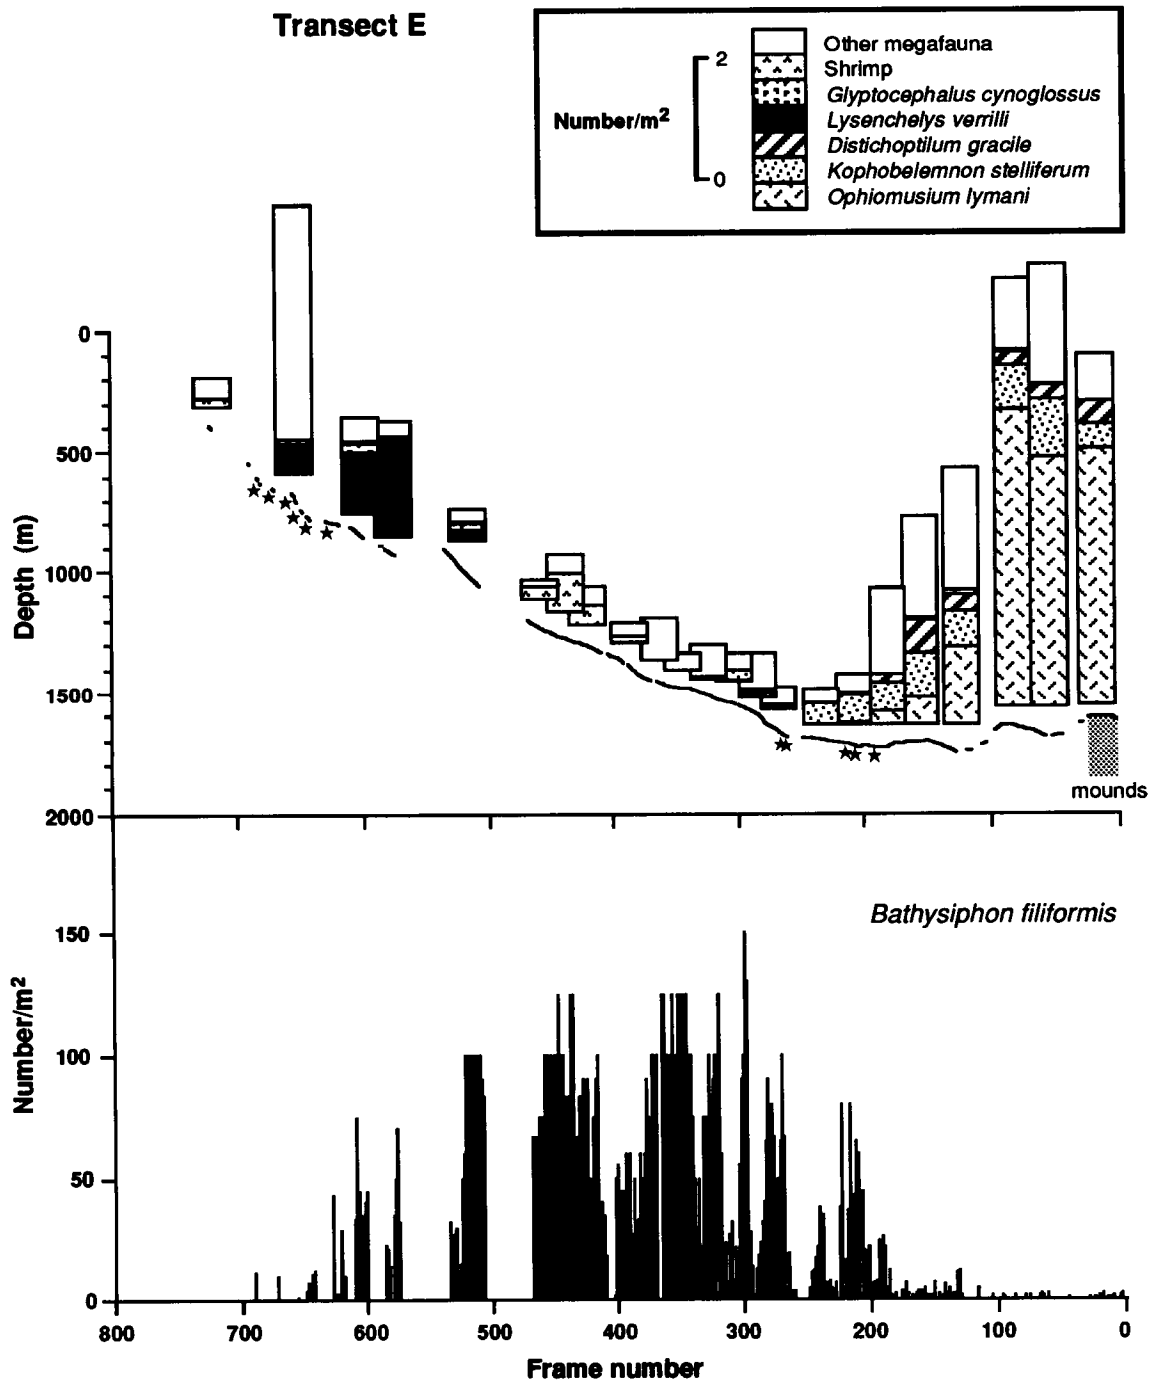 Transect E
Number/m2
2
0
Other megafauna
Shrimp
Glyptocephalus cynoglossus
Lysenchelys verrilli
Distichoptilum gracile
Kophobelemnon stelliferum
Ophiomusium lymani
Depth (m)
0
500
1000
1500
2000
mounds
Bathysiphon filiformis
Number/m2
150
100
50
0
800 700 600 500 400 300 200 100 0
Frame number